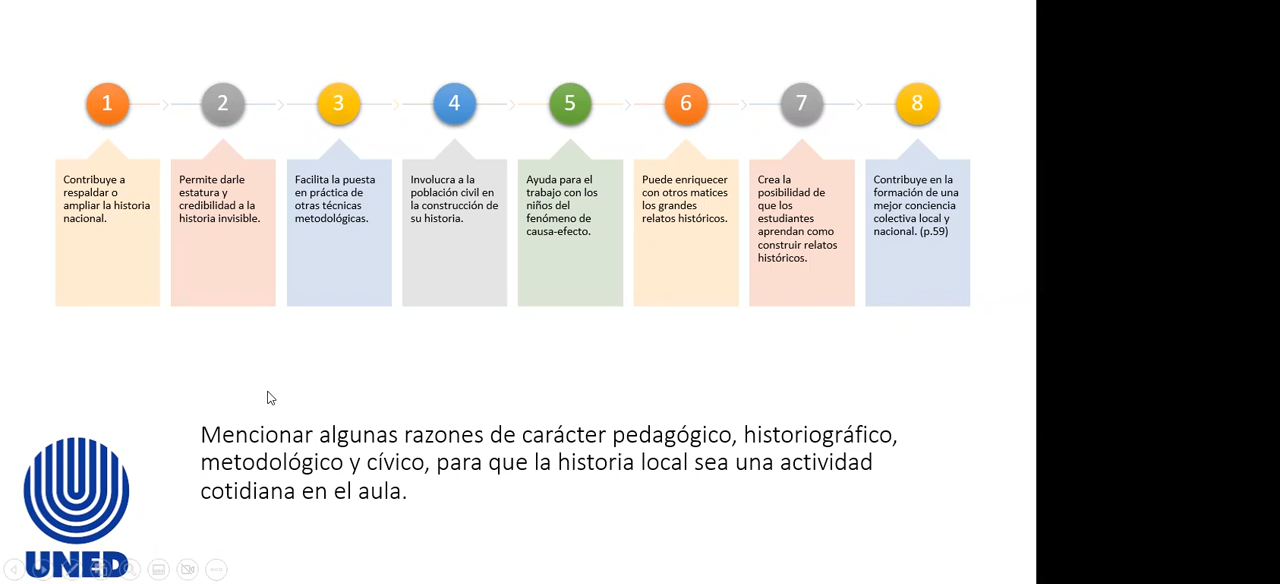 1
2
3
4
5
6
7
8
Contribuye a
respaldar o
ampliar la historia
nacional.
Permite darle
estatura y
credibilidad a la
historia invisible.
Facilita la puesta
en práctica de
otras técnicas
metodológicas.
Involucra a la
población civil en
la construcción de
su historia.
Ayuda para el
trabajo con los
niños del
fenómeno de
causa-efecto.
Puede enriquecer
con otros matices
los grandes
relatos históricos.
Crea la
posibilidad de
que los
estudiantes
aprendan como
construir relatos
históricos.
Contribuye en la
formación de una
mejor conciencia
colectiva local y
nacional. (p.59)
Mencionar algunas razones de carácter pedagógico, historiográfico,
metodológico y cívico, para que la historia local sea una actividad
cotidiana en el aula.
UNED